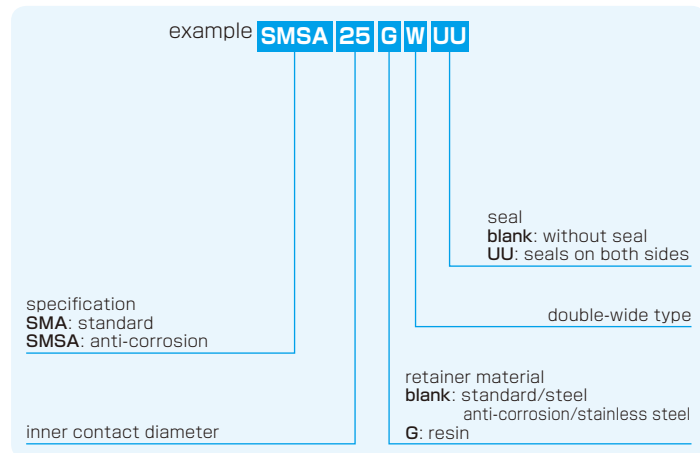 example SMSA 25 G W UU
seal
blank: without seal
UU: seals on both sides
specification
SMA: standard
SMSA: anti-corrosion
double-wide type
retainer material
blank: standard/steel
anti-corrosion/stainless steel
G: resin
inner contact diameter